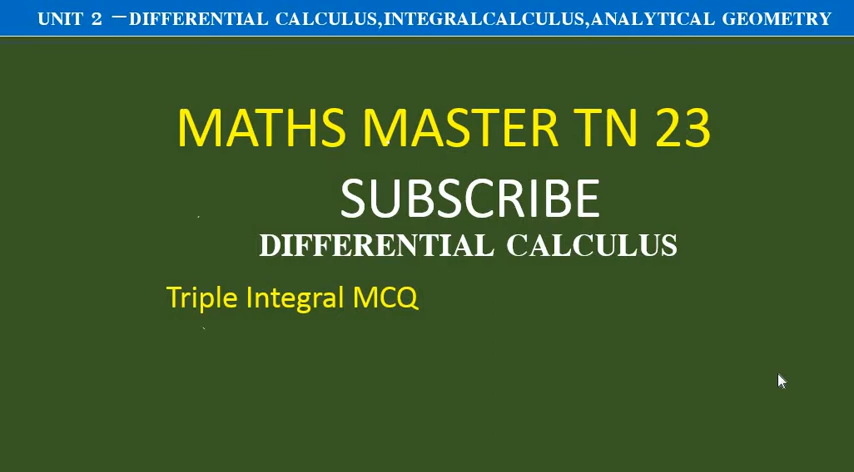 UNIT 2 –DIFFERENTIAL CALCULUS,INTEGRALCALCULUS,ANALYTICAL GEOMETRY
MATHS MASTER TN 23
SUBSCRIBE
DIFFERENTIAL CALCULUS
Triple Integral MCQ